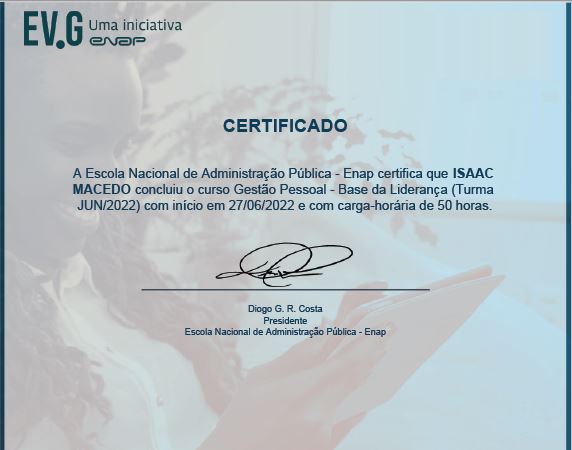 EV.G Uma iniciativa
enap
CERTIFICADO
A Escola Nacional de Administração Pública - Enap certifica que ISAAC
MACEDO concluiu o curso Gestão Pessoal - Base da Liderança (Turma
JUN/2022) com início em 27/06/2022 e com carga-horária de 50 horas.
Diogo G. R. Costa
Presidente
Escola Nacional de Administração Pública - Enap